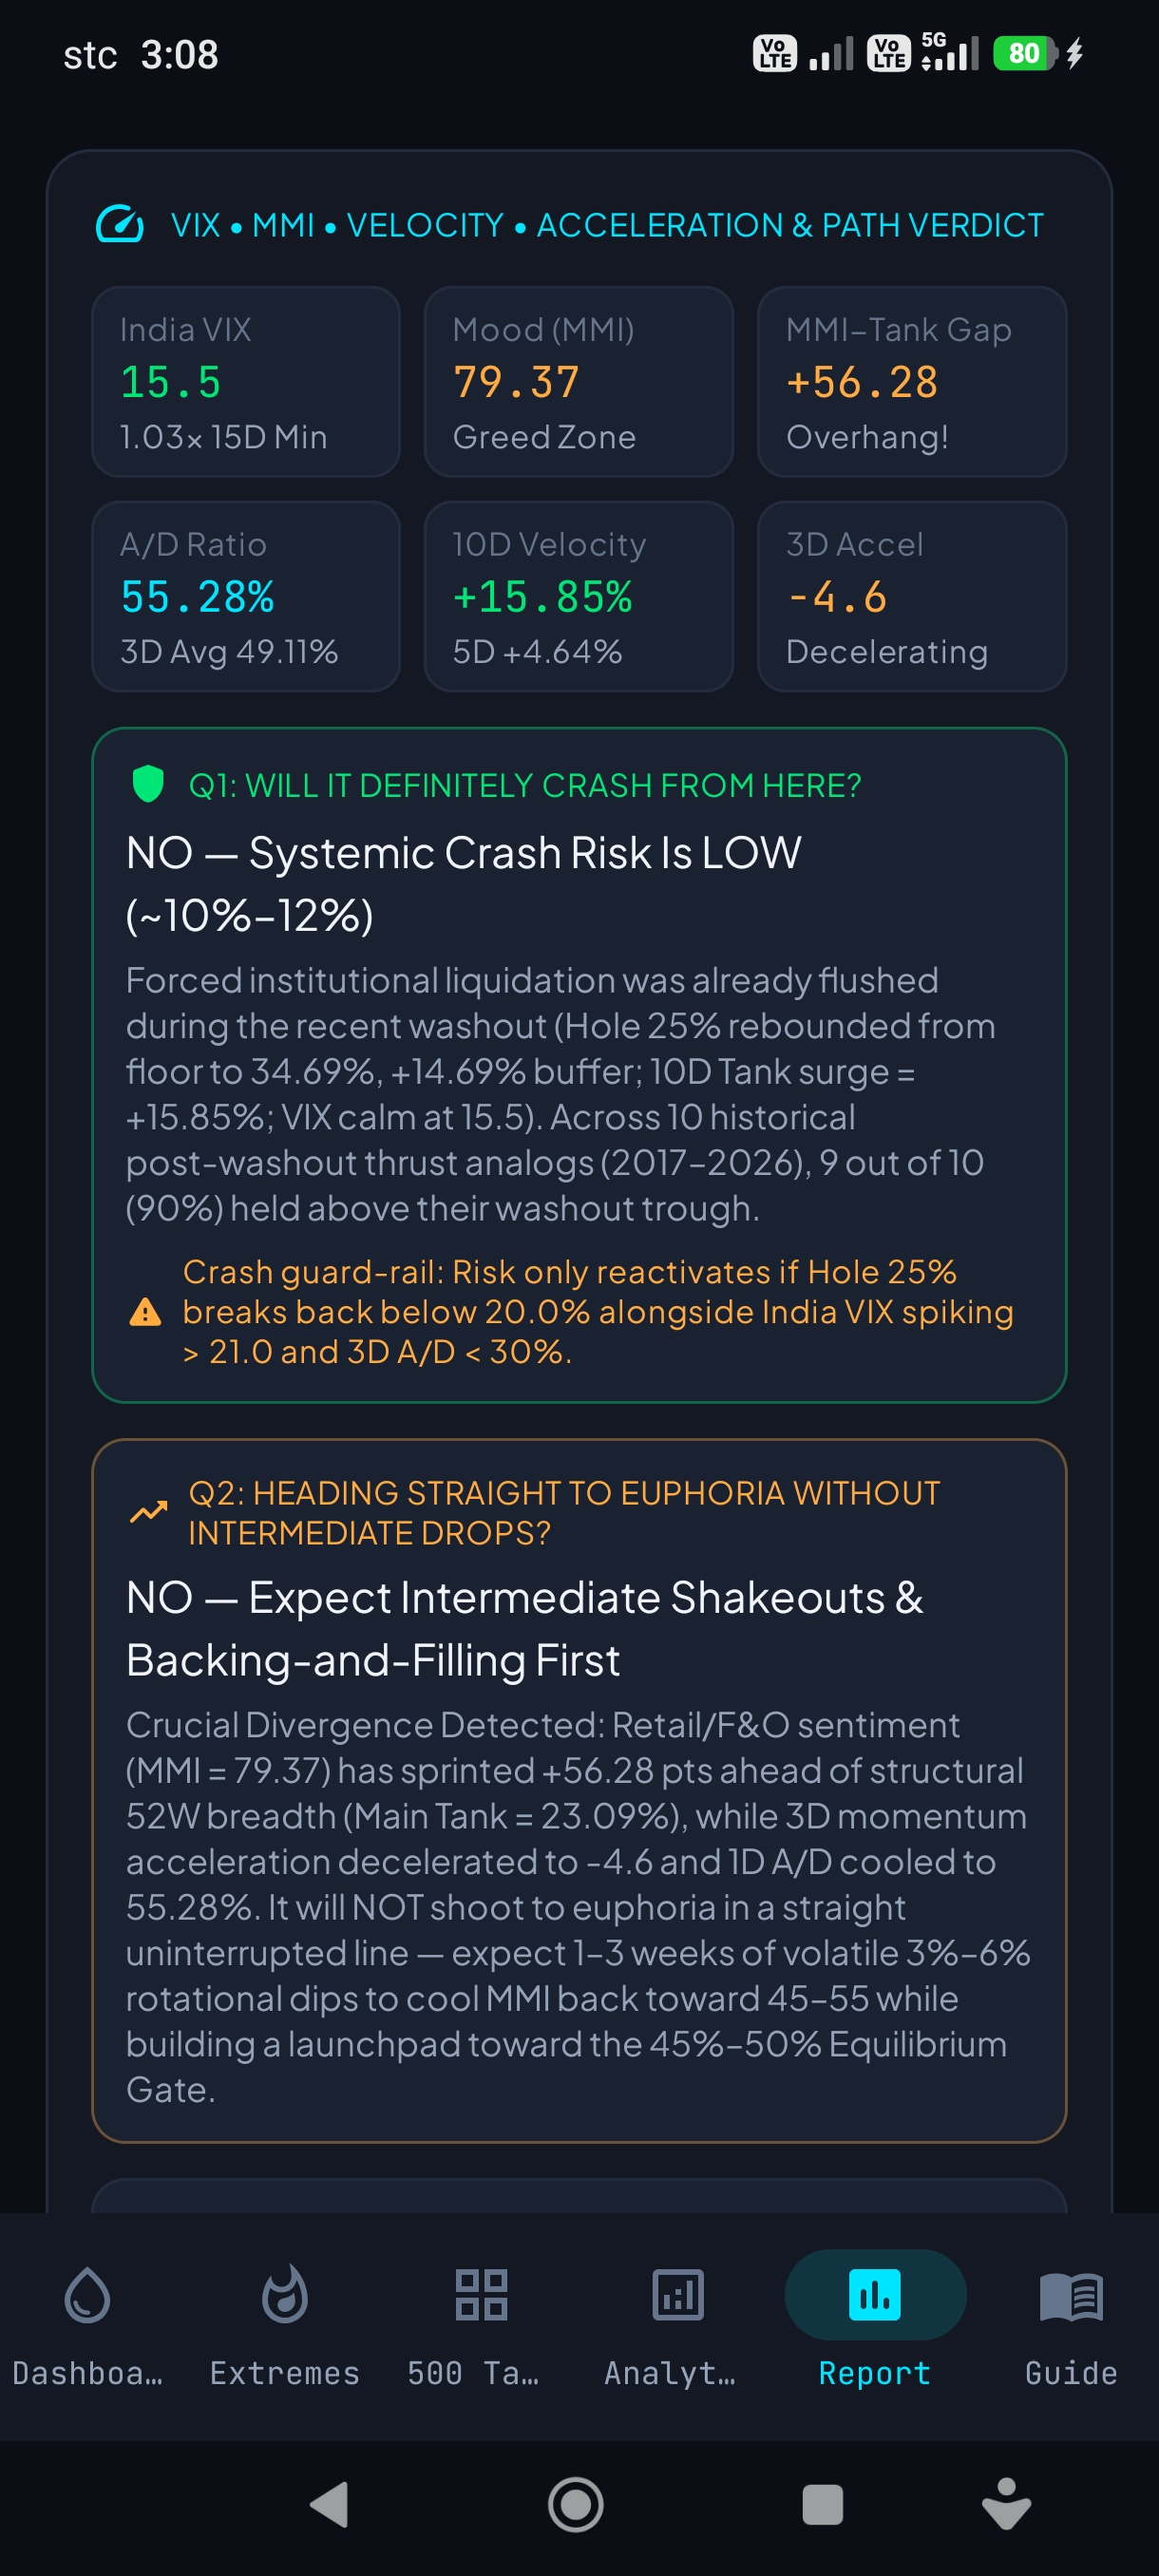 stc 3:08
Vo LTE Vo LTE 5G 80
VIX • MMI • VELOCITY • ACCELERATION & PATH VERDICT
India VIX
15.5
1.03× 15D Min
Mood (MMI)
79.37
Greed Zone
MMI–Tank Gap
+56.28
Overhang!
A/D Ratio
55.28%
3D Avg 49.11%
10D Velocity
+15.85%
5D +4.64%
3D Accel
-4.6
Decelerating
Q1: WILL IT DEFINITELY CRASH FROM HERE?
NO — Systemic Crash Risk Is LOW
(~10%–12%)
Forced institutional liquidation was already flushed
during the recent washout (Hole 25% rebounded from
floor to 34.69%, +14.69% buffer; 10D Tank surge =
+15.85%; VIX calm at 15.5). Across 10 historical
post-washout thrust analogs (2017–2026), 9 out of 10
(90%) held above their washout trough.
Crash guard-rail: Risk only reactivates if Hole 25%
breaks back below 20.0% alongside India VIX spiking
> 21.0 and 3D A/D < 30%.
Q2: HEADING STRAIGHT TO EUPHORIA WITHOUT
INTERMEDIATE DROPS?
NO — Expect Intermediate Shakeouts &
Backing-and-Filling First
Crucial Divergence Detected: Retail/F&O sentiment
(MMI = 79.37) has sprinted +56.28 pts ahead of structural
52W breadth (Main Tank = 23.09%), while 3D momentum
acceleration decelerated to -4.6 and 1D A/D cooled to
55.28%. It will NOT shoot to euphoria in a straight
uninterrupted line — expect 1–3 weeks of volatile 3%–6%
rotational dips to cool MMI back toward 45–55 while
building a launchpad toward the 45%–50% Equilibrium
Gate.
Dashboa…
Extremes
500 Ta…
Analyt…
Report
Guide